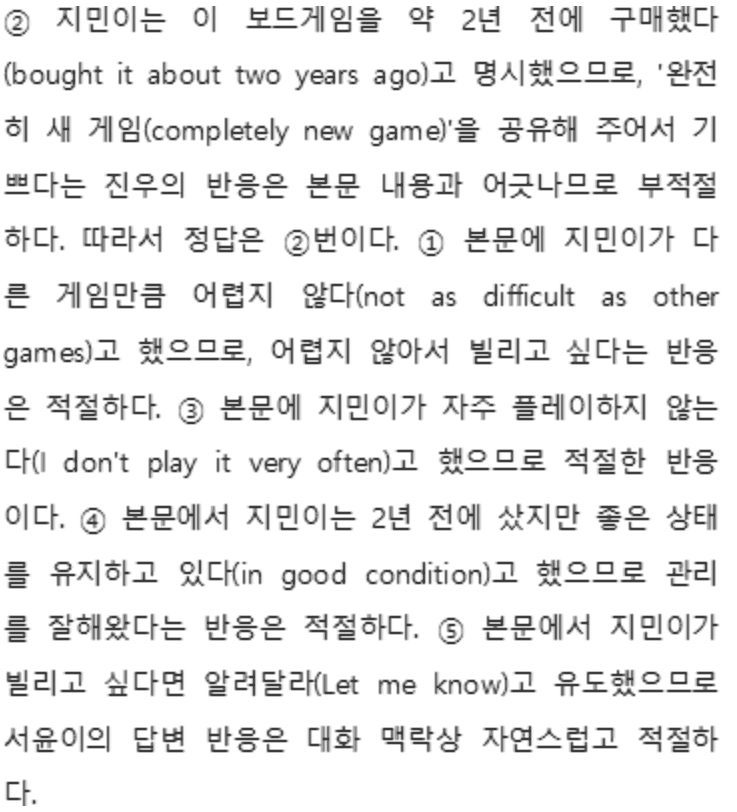 ② 지민이는 이 보드게임을 약 2년 전에 구매했다
(bought it about two years ago)고 명시했으므로, '완전
히 새 게임(completely new game)'을 공유해 주어서 기
쁘다는 진우의 반응은 본문 내용과 어긋나므로 부적절
하다. 따라서 정답은 ②번이다. ① 본문에 지민이가 다
른 게임만큼 어렵지 않다(not as difficult as other
games)고 했으므로, 어렵지 않아서 빌리고 싶다는 반응
은 적절하다. ③ 본문에 지민이가 자주 플레이하지 않는
다(I don't play it very often)고 했으므로 적절한 반응
이다. ④ 본문에서 지민이는 2년 전에 샀지만 좋은 상태
를 유지하고 있다(in good condition)고 했으므로 관리
를 잘해왔다는 반응은 적절하다. ⑤ 본문에서 지민이가
빌리고 싶다면 알려달라(Let me know)고 유도했으므로
서윤이의 답변 반응은 대화 맥락상 자연스럽고 적절하
다.